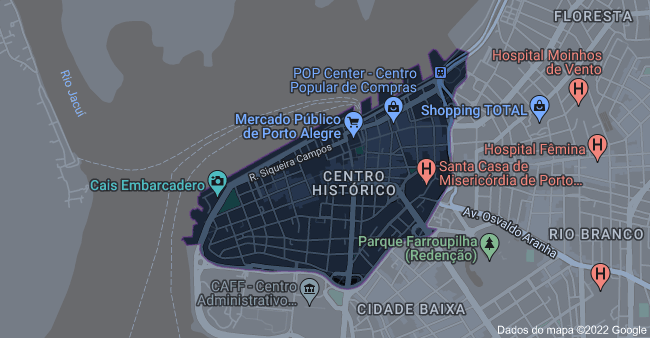 FLORESTA
Hospital Moinhos
de Vento
Rio Jacuí
POP Center - Centro
Popular de Compras
Shopping TOTAL
Mercado Público
de Porto Alegre
R. Siqueira Campos
Hospital Fêmina
Santa Casa de
Misericórdia de Porto...
CENTRO
HISTÓRICO
Cais Embarcadero
Av. Osvaldo Aranha
RIO BRANCO
Parque Farroupilha
(Redenção)
CAFF - Centro
Administrativo...
CIDADE BAIXA
Dados do mapa ©2022 Google